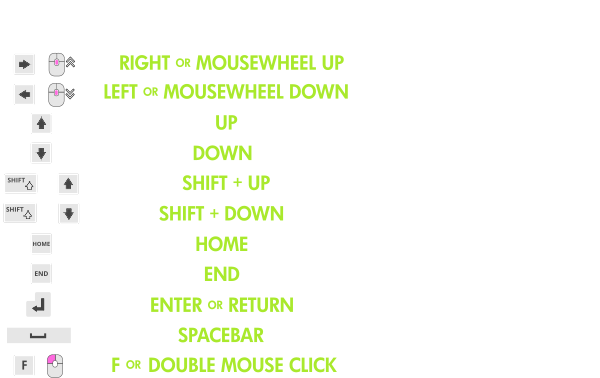 RIGHT OR MOUSEWHEEL UP
LEFT OR MOUSEWHEEL DOWN
UP
DOWN
SHIFT SHIFT + UP
SHIFT SHIFT + DOWN
HOME HOME
END END
ENTER OR RETURN
SPACEBAR
F F OR DOUBLE MOUSE CLICK